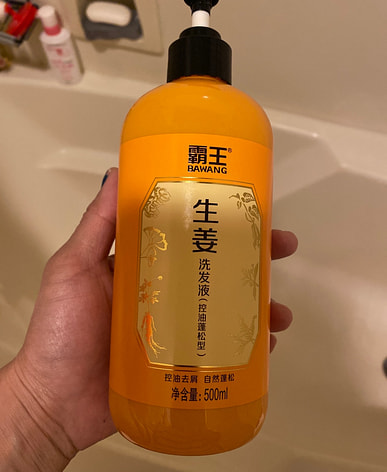 霸王®
BAWANG
生姜
洗发液(控油蓬松型)
控油去屑 自然蓬松
净含量: 500ml